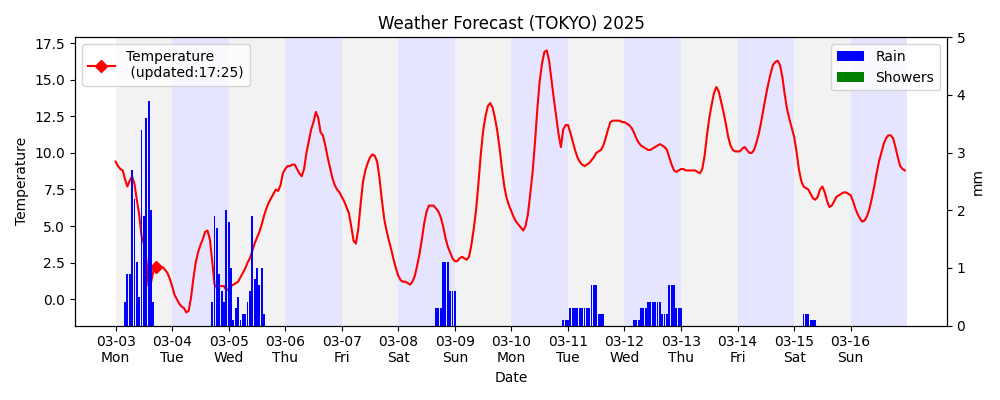 Weather Forecast (TOKYO) 2025
17.5
15.0
12.5
10.0
7.5
5.0
2.5
0.0
Temperature
Temperature
(updated:17:25)
Rain
Showers
5
4
3
2
1
0
mm
03-03 03-04 03-05 03-06 03-07 03-08 03-09 03-10 03-11 03-12 03-13 03-14 03-15 03-16
Mon Tue Wed Thu Fri Sat Sun Mon Tue Wed Thu Fri Sat Sun
Date